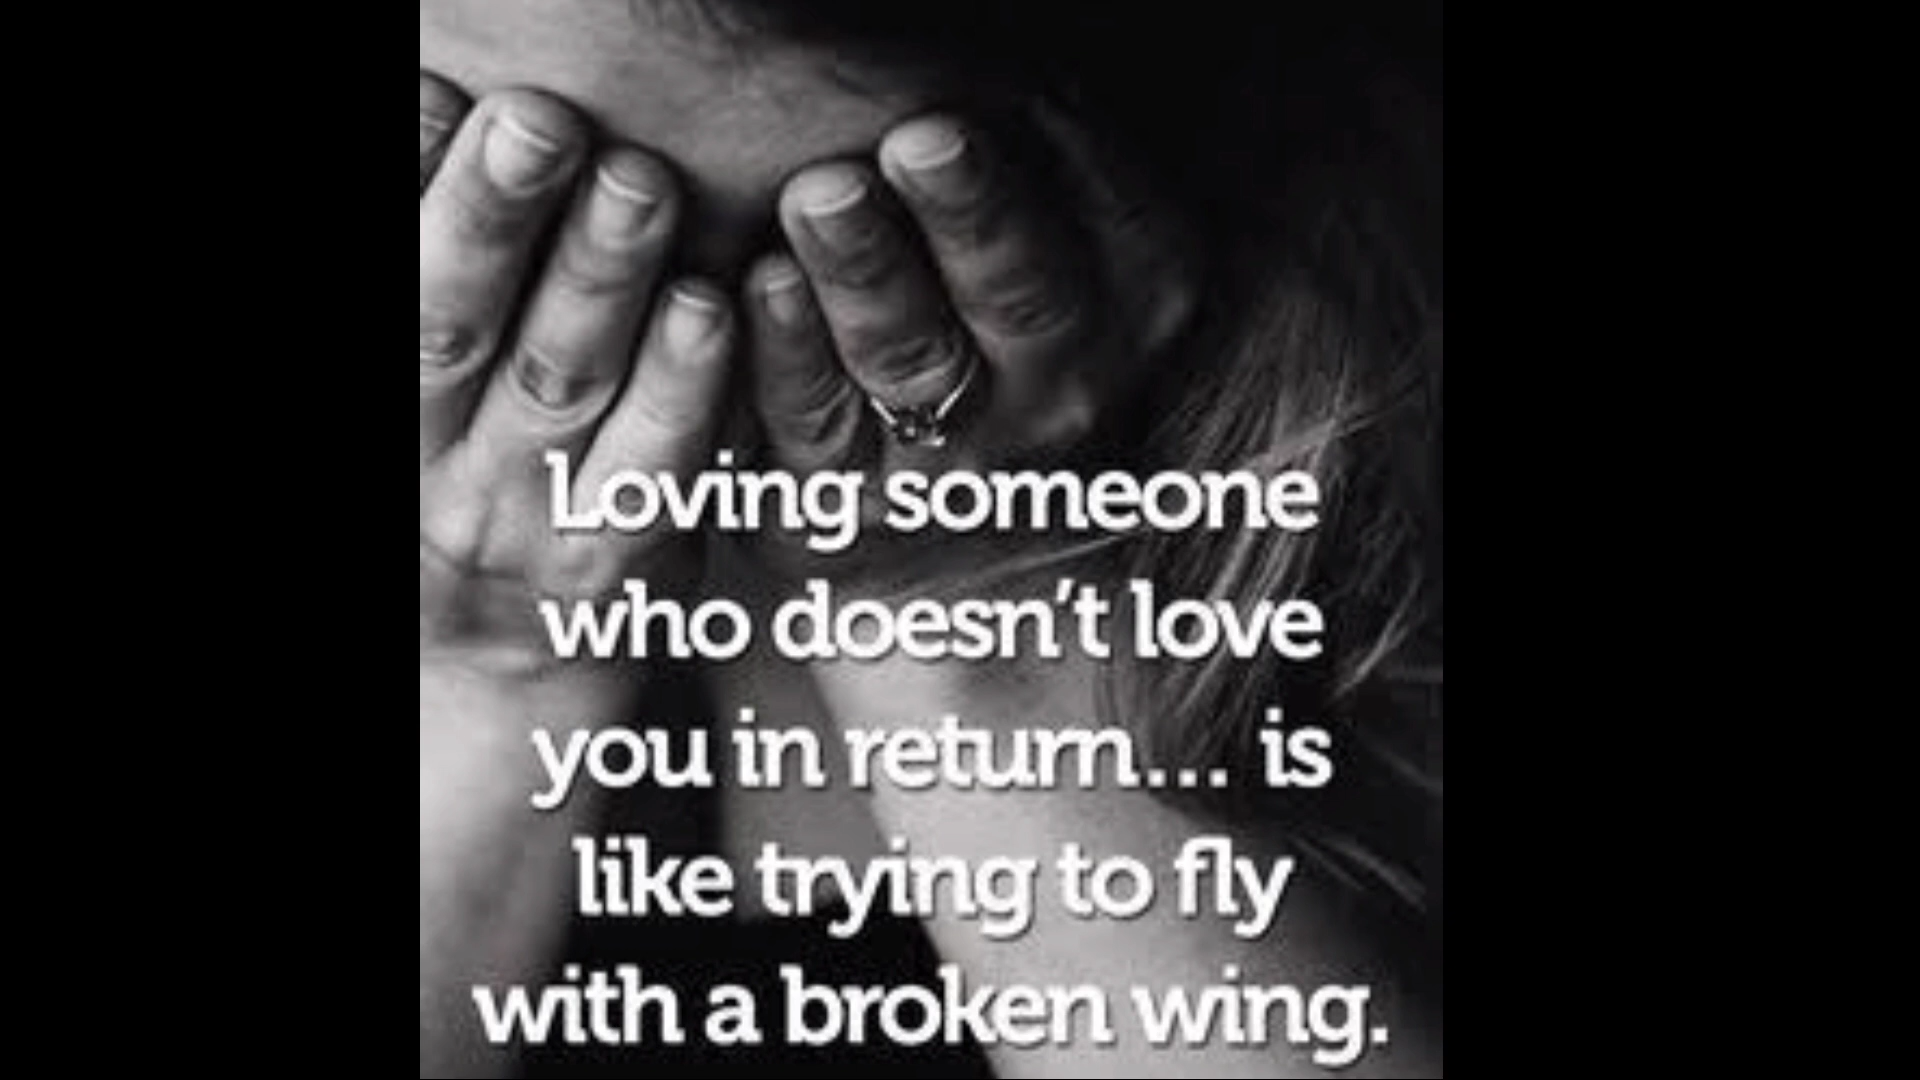 Loving someone
who doesn't love
you in return... is
like trying to fly
with a broken wing.